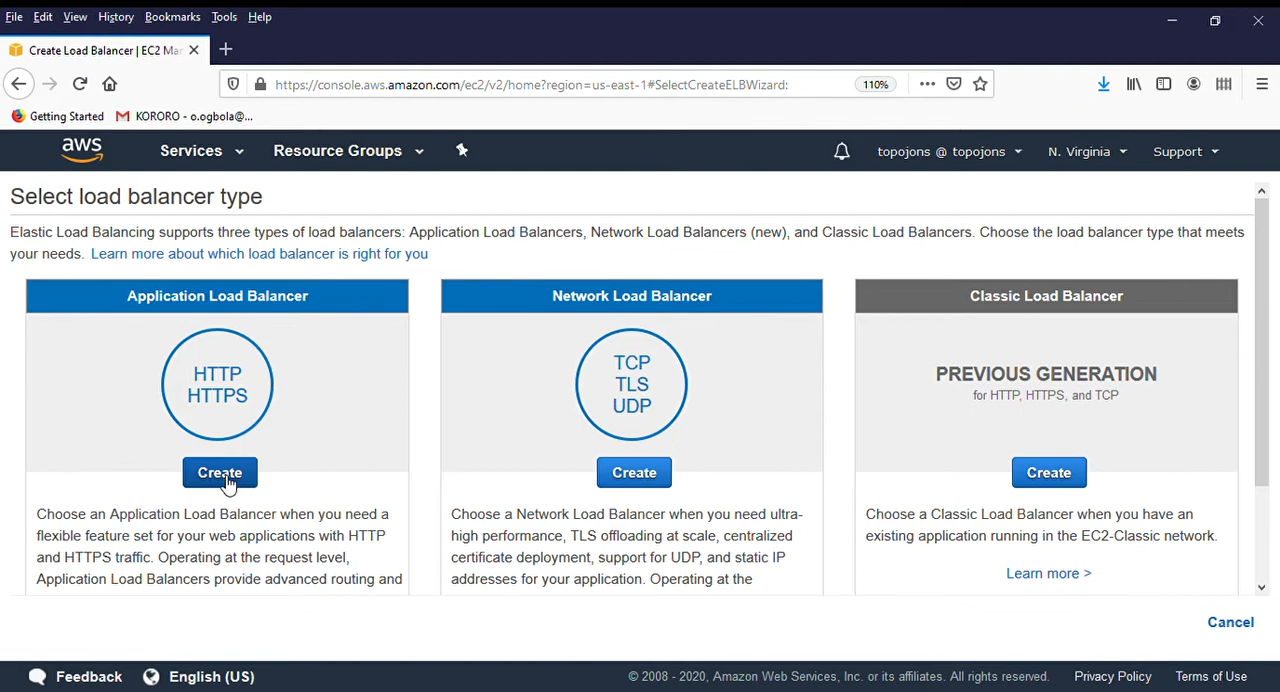 File Edit View History Bookmarks Tools Help
Create Load Balancer | EC2 Mar
https://console.aws.amazon.com/ec2/v2/home?region=us-east-1#SelectCreateELBWizard: 110%
Getting Started KORORO - o.ogbola@...
aws Services Resource Groups topojons @ topojons N. Virginia Support
Select load balancer type
Elastic Load Balancing supports three types of load balancers: Application Load Balancers, Network Load Balancers (new), and Classic Load Balancers. Choose the load balancer type that meets
your needs. Learn more about which load balancer is right for you
Application Load Balancer
HTTP
HTTPS
Create
Choose an Application Load Balancer when you need a
flexible feature set for your web applications with HTTP
and HTTPS traffic. Operating at the request level,
Application Load Balancers provide advanced routing and
Network Load Balancer
TCP
TLS
UDP
Create
Choose a Network Load Balancer when you need ultra-
high performance, TLS offloading at scale, centralized
certificate deployment, support for UDP, and static IP
addresses for your application. Operating at the
Classic Load Balancer
PREVIOUS GENERATION
for HTTP, HTTPS, and TCP
Create
Choose a Classic Load Balancer when you have an
existing application running in the EC2-Classic network.
Learn more >
Cancel
Feedback English (US) © 2008 - 2020, Amazon Web Services, Inc. or its affiliates. All rights reserved. Privacy Policy Terms of Use